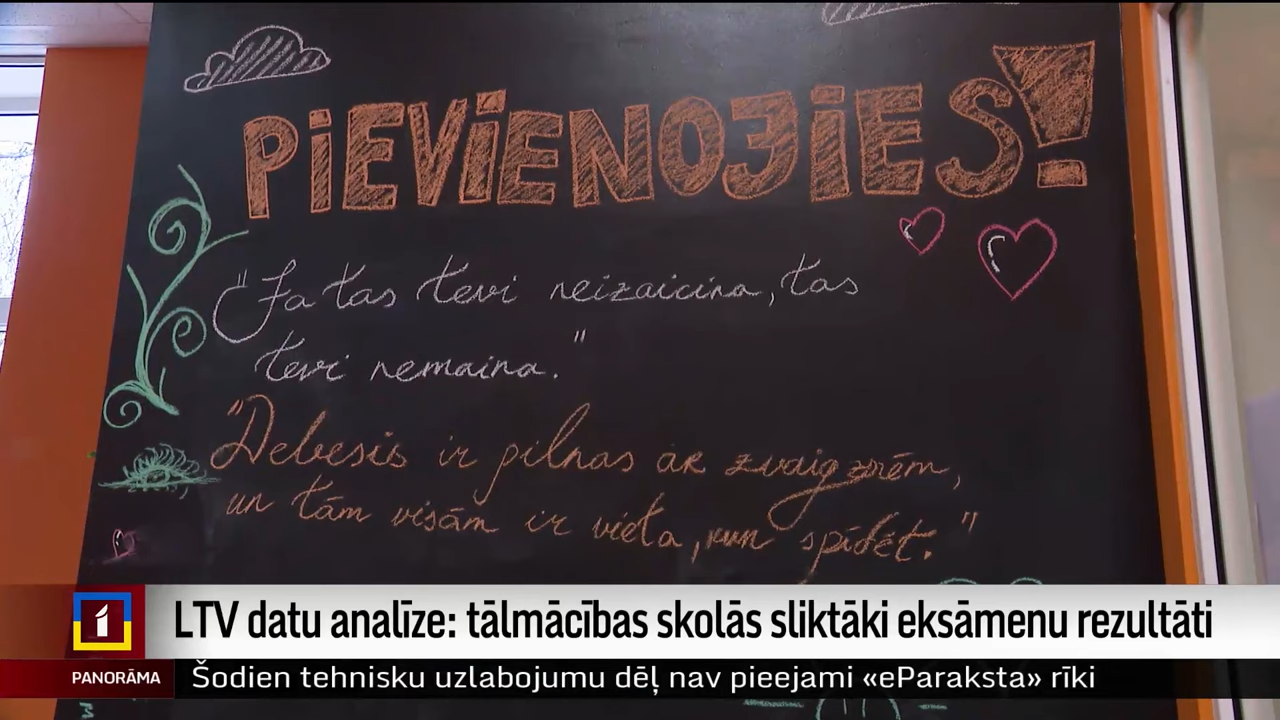 PiEViENOJiES!
"Ja tas tevi neizaicina, tas
tevi nemaina."
"Debesis ir pilnas ar zvaigznēm,
un tām visām ir vieta, kur spīdēt."
1 LTV datu analīze: tālmācības skolās sliktāki eksāmenu rezultāti
PANORĀMA Šodien tehnisku uzlabojumu dēļ nav pieejami «eParaksta» rīki